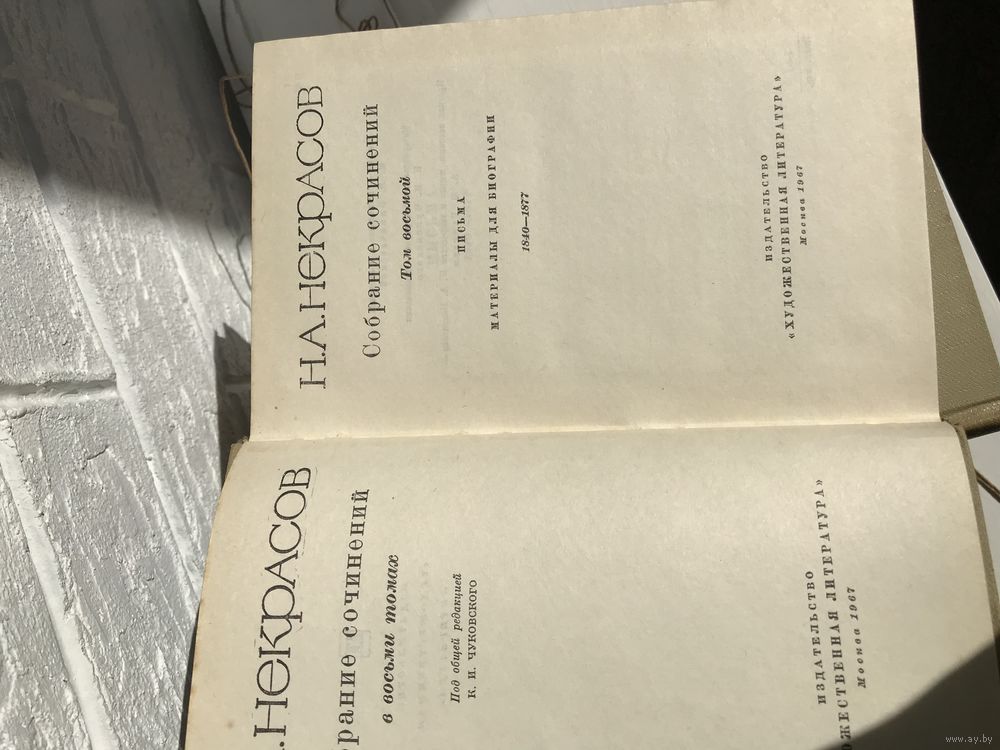 Н.А.НЕКРАСОВ
Собрание сочинений
в восьми томах
Под общей редакцией
К. И. ЧУКОВСКОГО
ИЗДАТЕЛЬСТВО
ЖЕСТВЕННАЯ ЛИТЕРАТУРА»
Москва 1967
Н.А.НЕКРАСОВ
Собрание сочинений
Том восьмой
ПИСЬМА
МАТЕРИАЛЫ ДЛЯ БИОГРАФИИ
1840—1877
ИЗДАТЕЛЬСТВО
«ХУДОЖЕСТВЕННАЯ ЛИТЕРАТУРА»
Москва 1967
www.ay.by